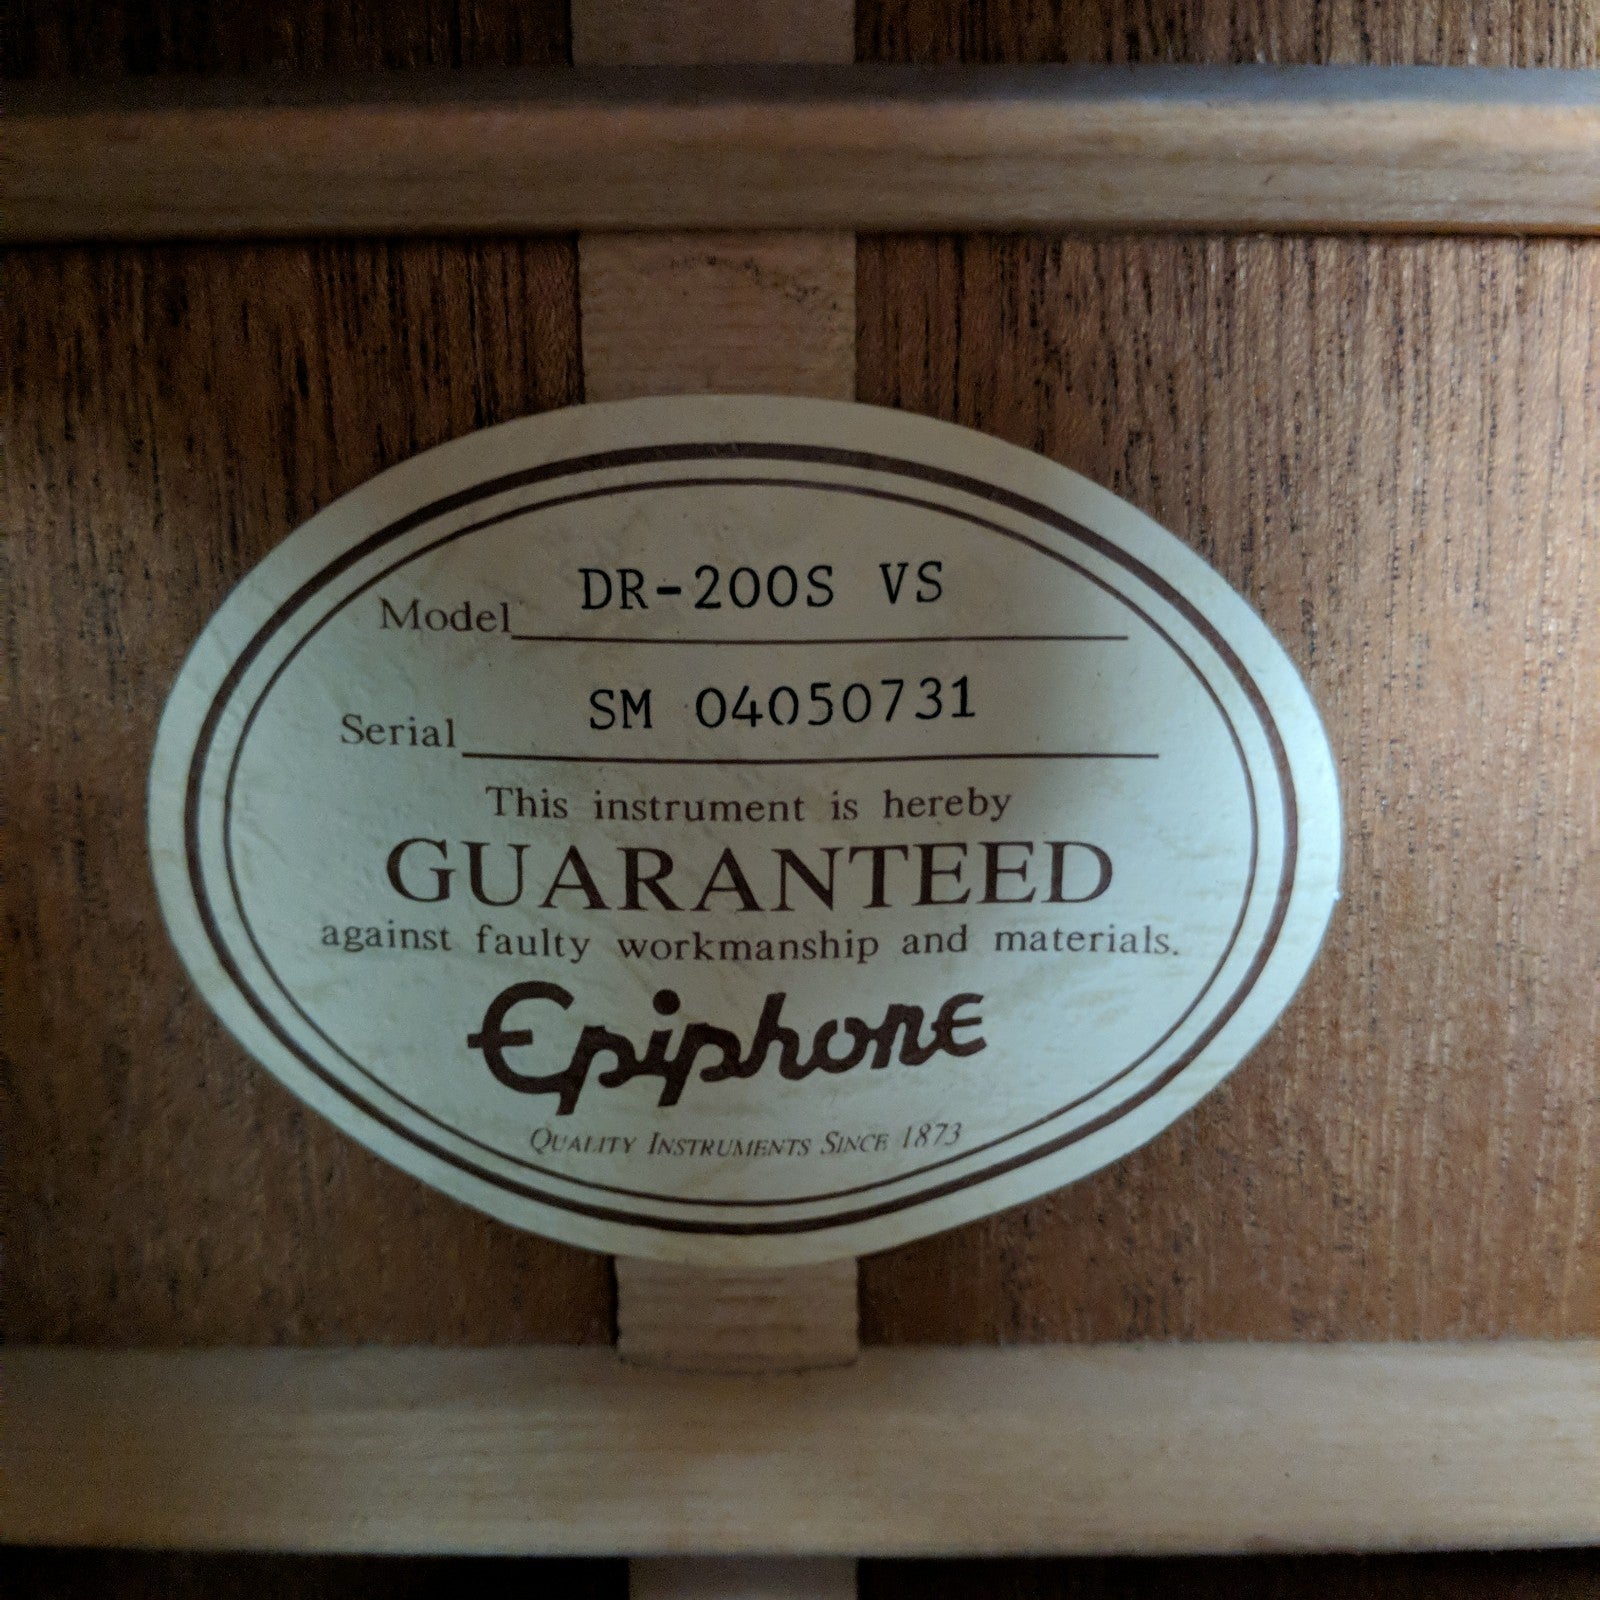 Model DR-200S VS
Serial SM 04050731
This instrument is hereby
GUARANTEED
against faulty workmanship and materials.
Epiphone
QUALITY INSTRUMENTS SINCE 1873